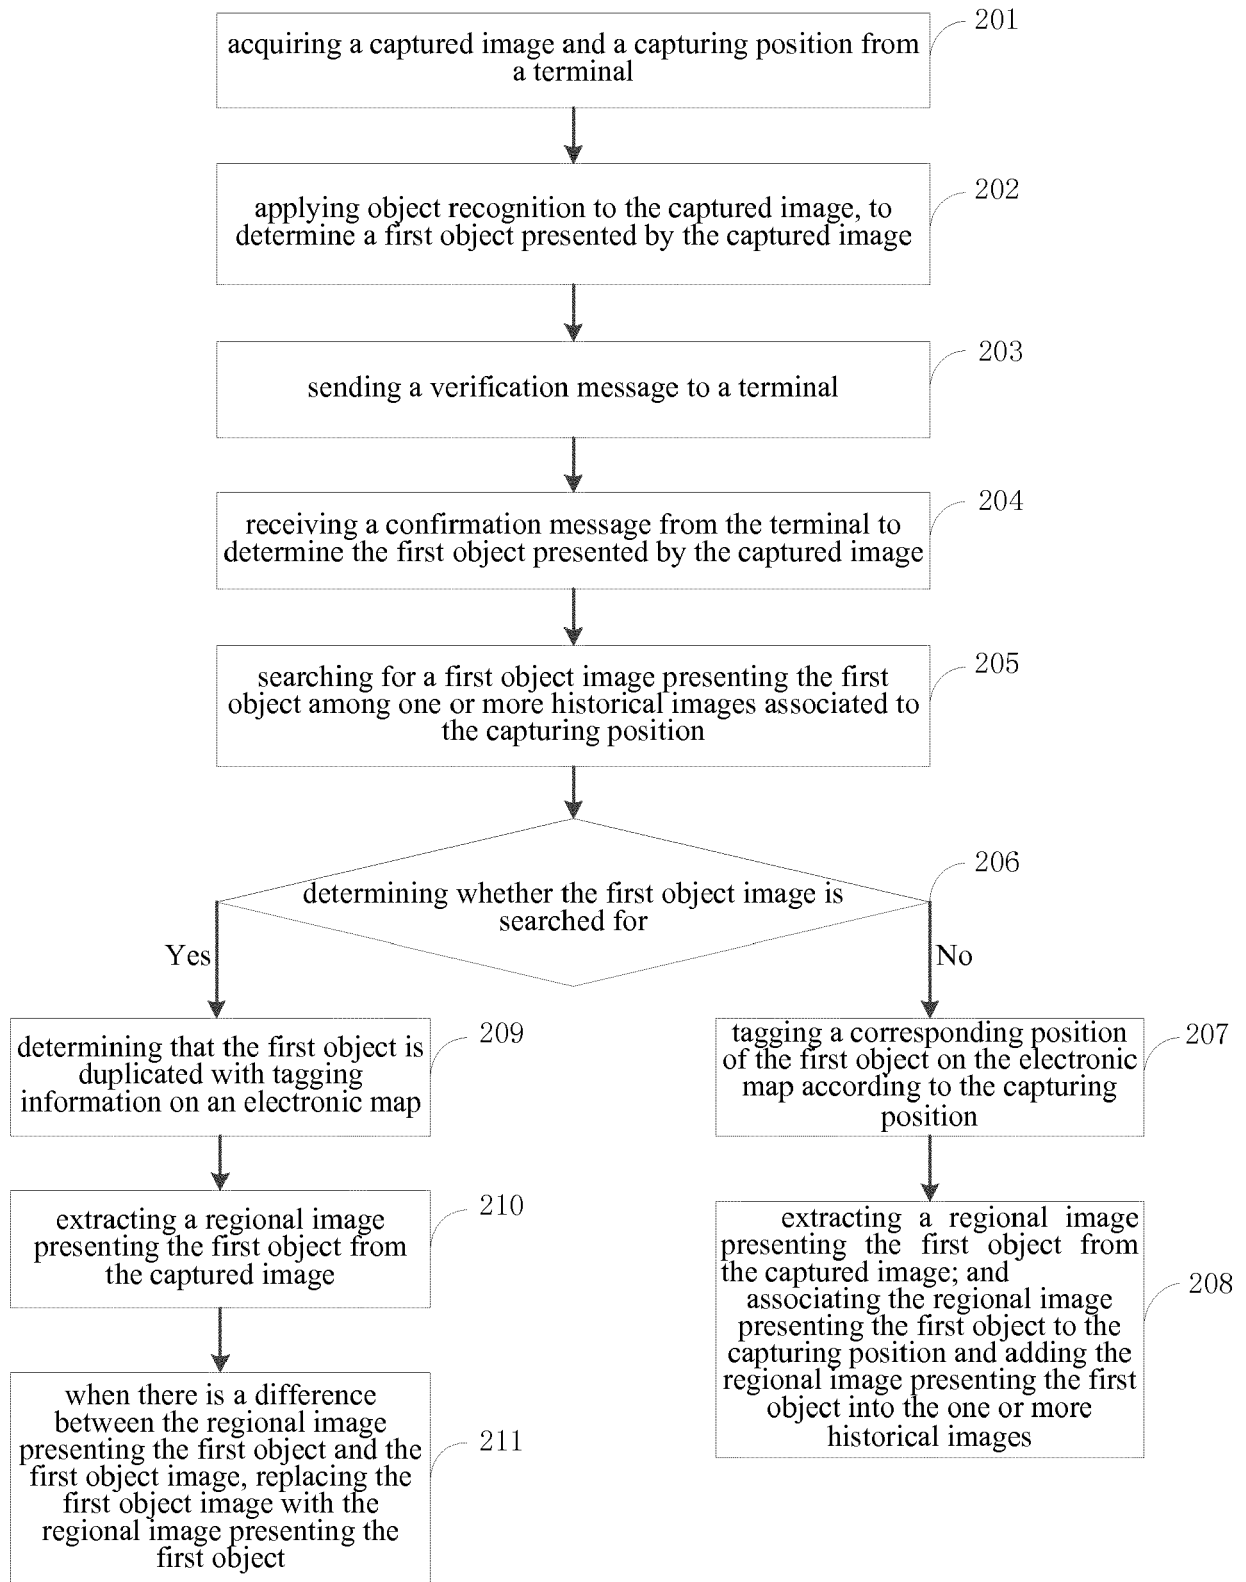 acquiring a captured image and a capturing position from
a terminal
201
applying object recognition to the captured image, to
determine a first object presented by the captured image
202
sending a verification message to a terminal
203
receiving a confirmation message from the terminal to
determine the first object presented by the captured image
204
searching for a first object image presenting the first
object among one or more historical images associated to
the capturing position
205
determining whether the first object image is
searched for
206
Yes
No
determining that the first object is
duplicated with tagging
information on an electronic map
209
tagging a corresponding position
of the first object on the electronic
map according to the capturing
position
207
extracting a regional image
presenting the first object from
the captured image
210
extracting a regional image
presenting the first object from
the captured image; and
associating the regional image
presenting the first object to the
capturing position and adding the
regional image presenting the first
object into the one or more
historical images
208
when there is a difference
between the regional image
presenting the first object and the
first object image, replacing the
first object image with the
regional image presenting the
first object
211